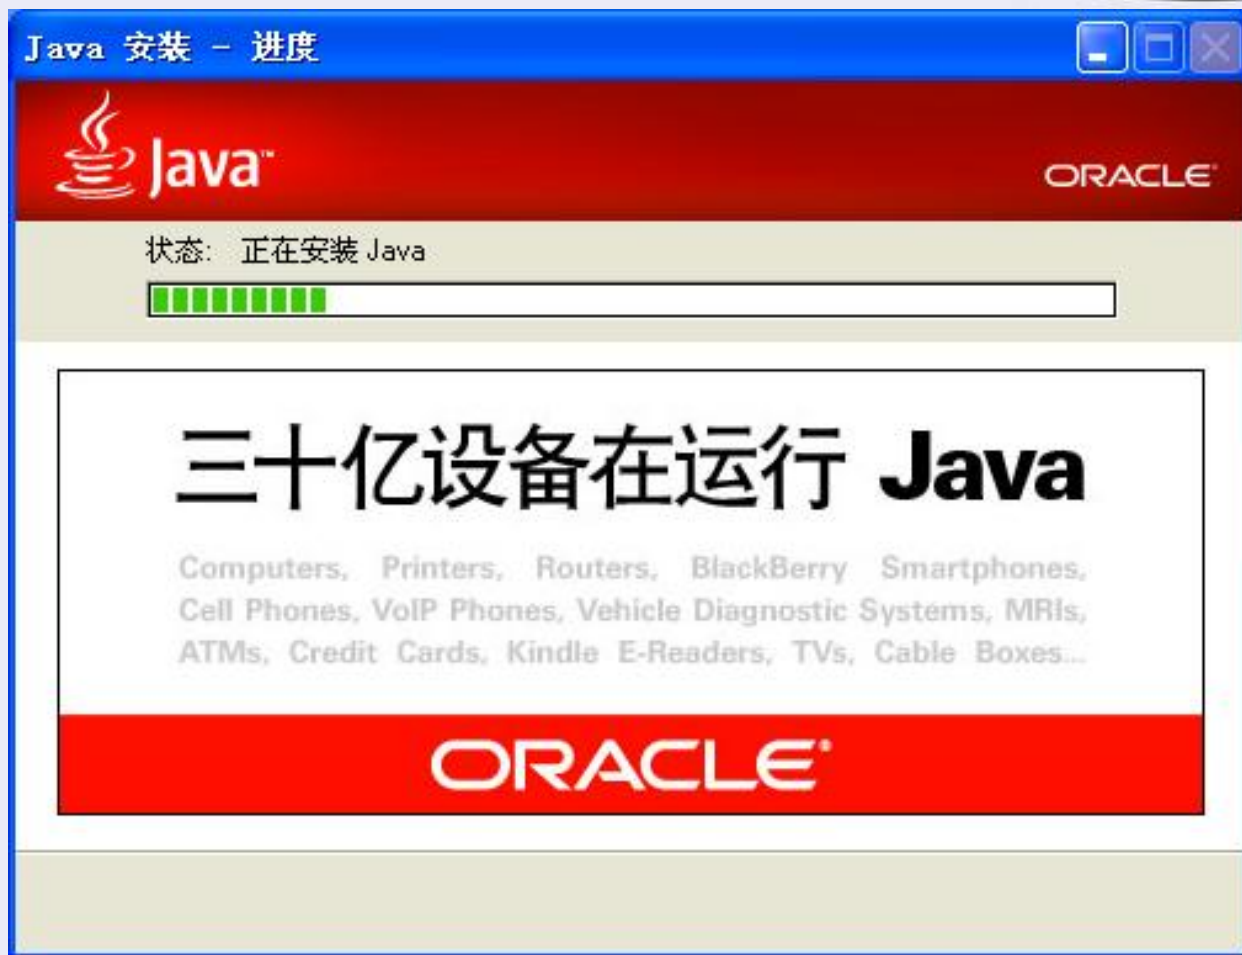 Java 安装 - 进度
Java™
ORACLE®
状态: 正在安装 Java
三十亿设备在运行 Java
Computers, Printers, Routers, BlackBerry Smartphones,
Cell Phones, VoIP Phones, Vehicle Diagnostic Systems, MRIs,
ATMs, Credit Cards, Kindle E-Readers, TVs, Cable Boxes...
ORACLE®